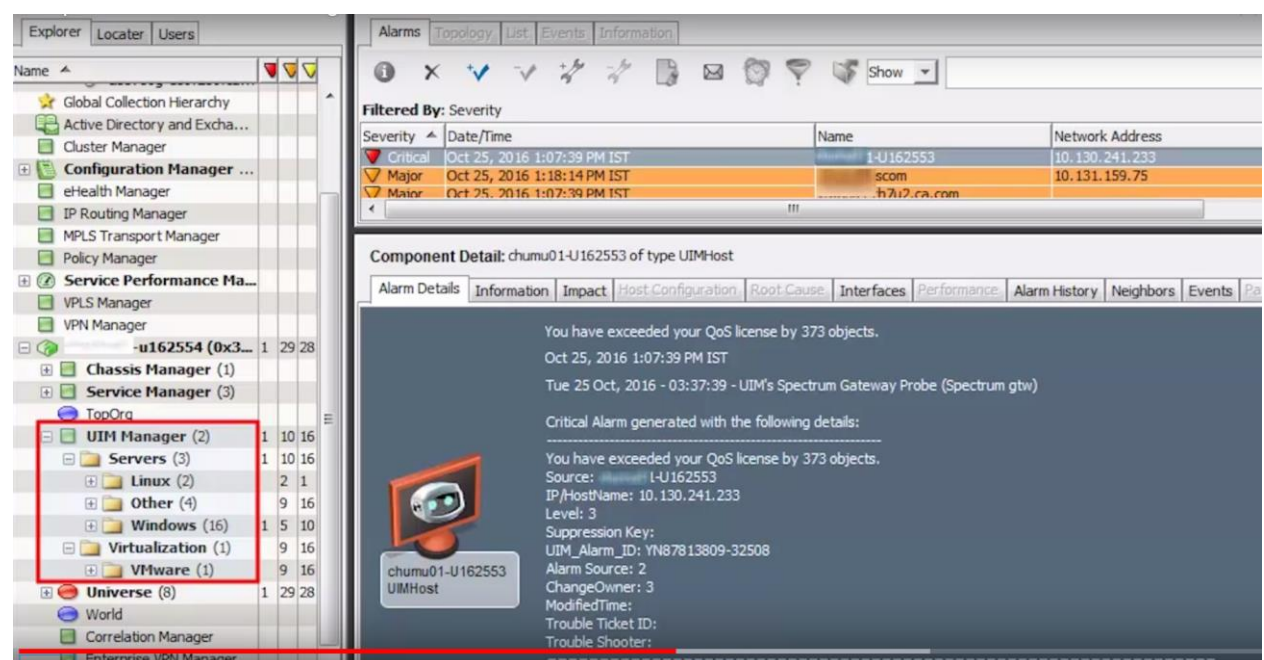 Explorer Locater Users
Name
Global Collection Hierarchy
Active Directory and Excha...
Cluster Manager
Configuration Manager ...
eHealth Manager
IP Routing Manager
MPLS Transport Manager
Policy Manager
Service Performance Ma...
VPLS Manager
VPN Manager
-u162554 (0x3... 1 29 28
Chassis Manager (1)
Service Manager (3)
TopOrg
UIM Manager (2) 1 10 16
Servers (3) 1 10 16
Linux (2) 2 1
Other (4) 9 16
Windows (16) 1 5 10
Virtualization (1) 9 16
VMware (1) 9 16
Universe (8) 1 29 28
World
Correlation Manager
Enterprise VPN Manager
Alarms Topology List Events Information
Show
Filtered By: Severity
Severity Date/Time Name Network Address
Critical Oct 25, 2016 1:07:39 PM IST 1-U162553 10.130.241.233
Major Oct 25, 2016 1:18:14 PM IST scom 10.131.159.75
Major Oct 25, 2016 1:07:39 PM IST h7u2.ca.com
Component Detail: chumu01-U162553 of type UIMHost
Alarm Details Information Impact Host Configuration Root Cause Interfaces Performance Alarm History Neighbors Events Pa
You have exceeded your QoS license by 373 objects.
Oct 25, 2016 1:07:39 PM IST
Tue 25 Oct, 2016 - 03:37:39 - UIM's Spectrum Gateway Probe (Spectrum gtw)
Critical Alarm generated with the following details:
You have exceeded your QoS license by 373 objects.
Source: 1-U162553
IP/HostName: 10.130.241.233
Level: 3
Suppression Key:
UIM_Alarm_ID: YN87813809-32508
Alarm Source: 2
ChangeOwner: 3
ModifiedTime:
Trouble Ticket ID:
Trouble Shooter:
chumu01-U162553
UIMHost